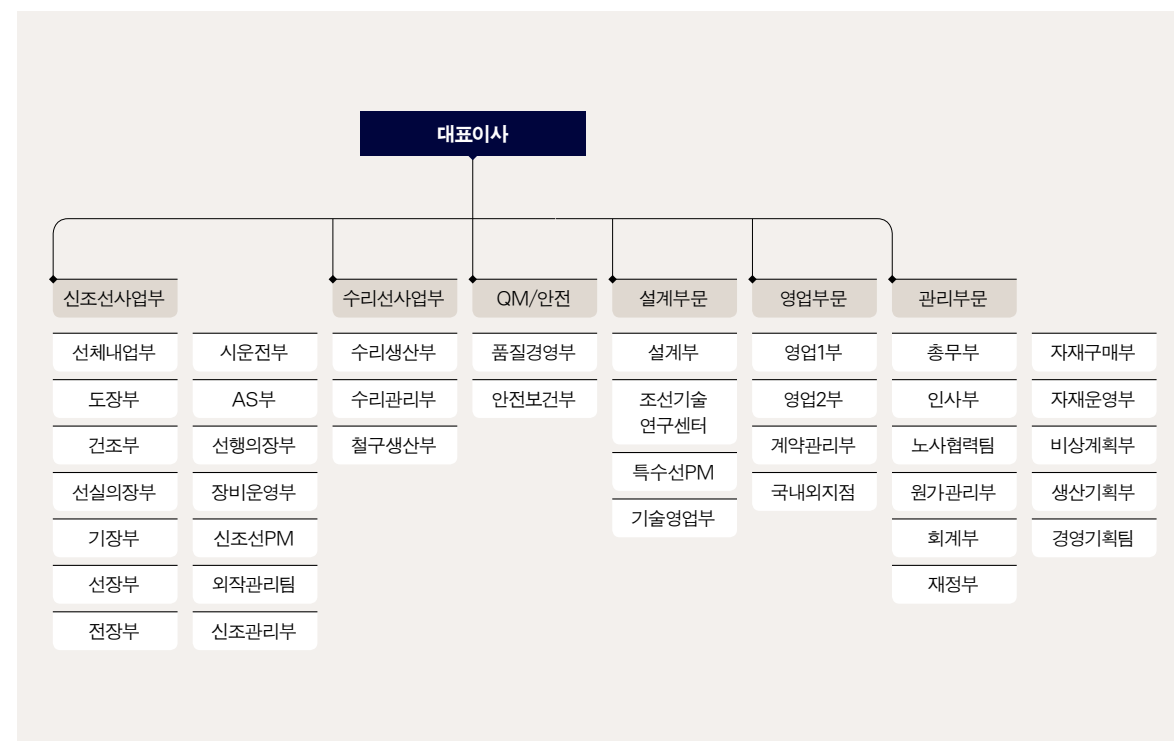 대표이사
신조선사업부
선체내업부
도장부
건조부
선실의장부
기장부
선장부
전장부
시운전부
AS부
선행의장부
장비운영부
신조선PM
외작관리팀
신조관리부
수리선사업부
수리생산부
수리관리부
철구생산부
QM/안전
품질경영부
안전보건부
설계부문
설계부
조선기술
연구센터
특수선PM
기술영업부
영업부문
영업1부
영업2부
계약관리부
국내외지점
관리부문
총무부
인사부
노사협력팀
원가관리부
회계부
재정부
자재구매부
자재운영부
비상계획부
생산기획부
경영기획팀